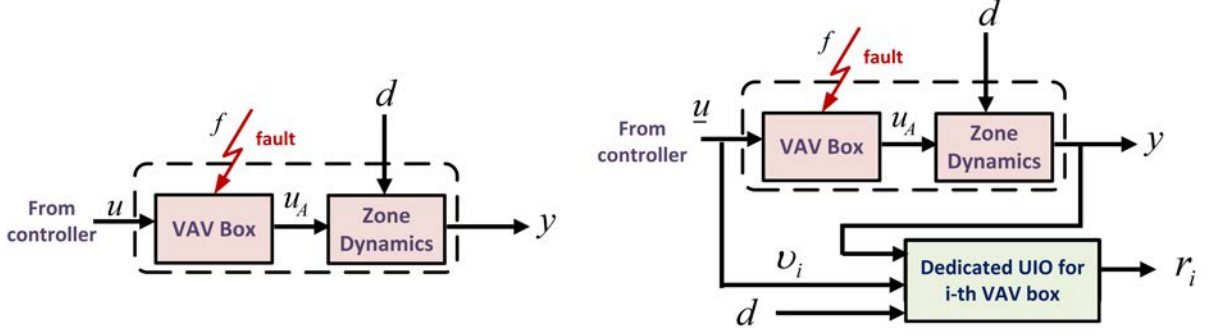 f
fault
d
From
controller
u
VAV Box
u_A
Zone
Dynamics
y
f
fault
d
From
controller
u
VAV Box
u_A
Zone
Dynamics
y
υ_i
d
Dedicated UIO for
i-th VAV box
r_i